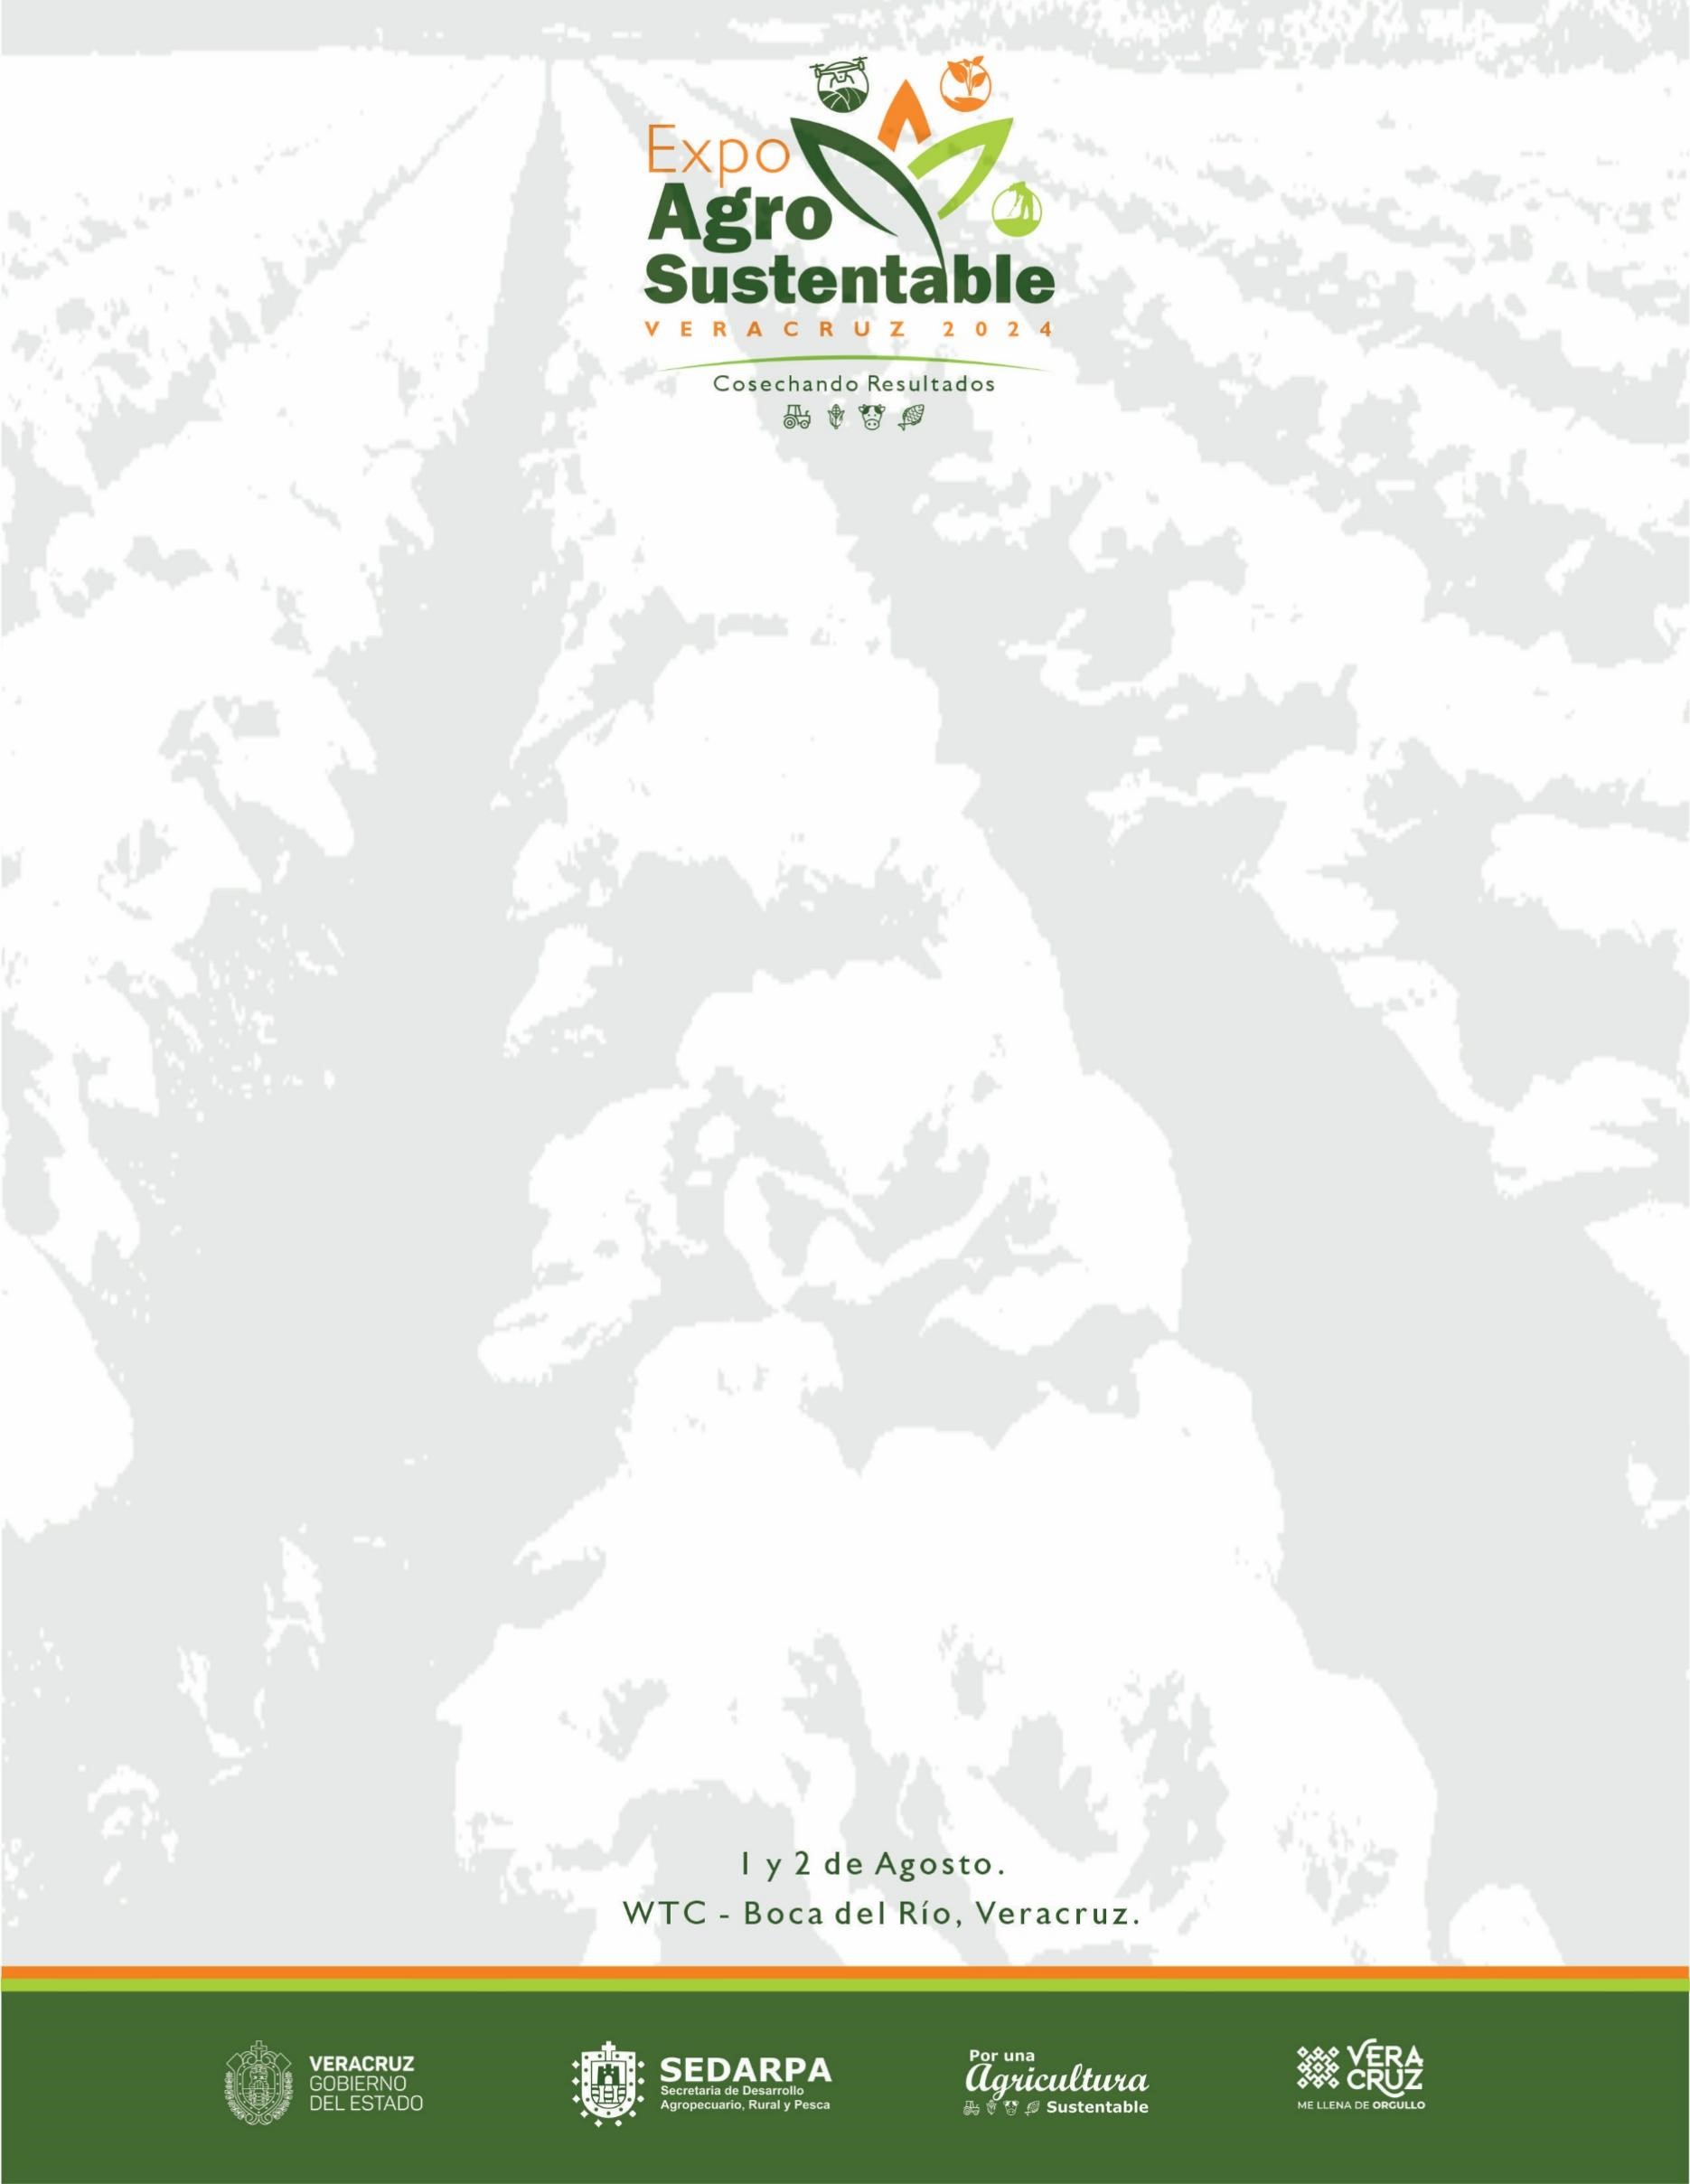 Expo
Agro
Sustentable
VERACRUZ 2024
Cosechando Resultados
1 y 2 de Agosto.
WTC - Boca del Río, Veracruz.
VERACRUZ
GOBIERNO
DEL ESTADO
SEDARPA
Secretaria de Desarrollo
Agropecuario, Rural y Pesca
Por una
Agricultura
Sustentable
VERA
CRUZ
ME LLENA DE ORGULLO